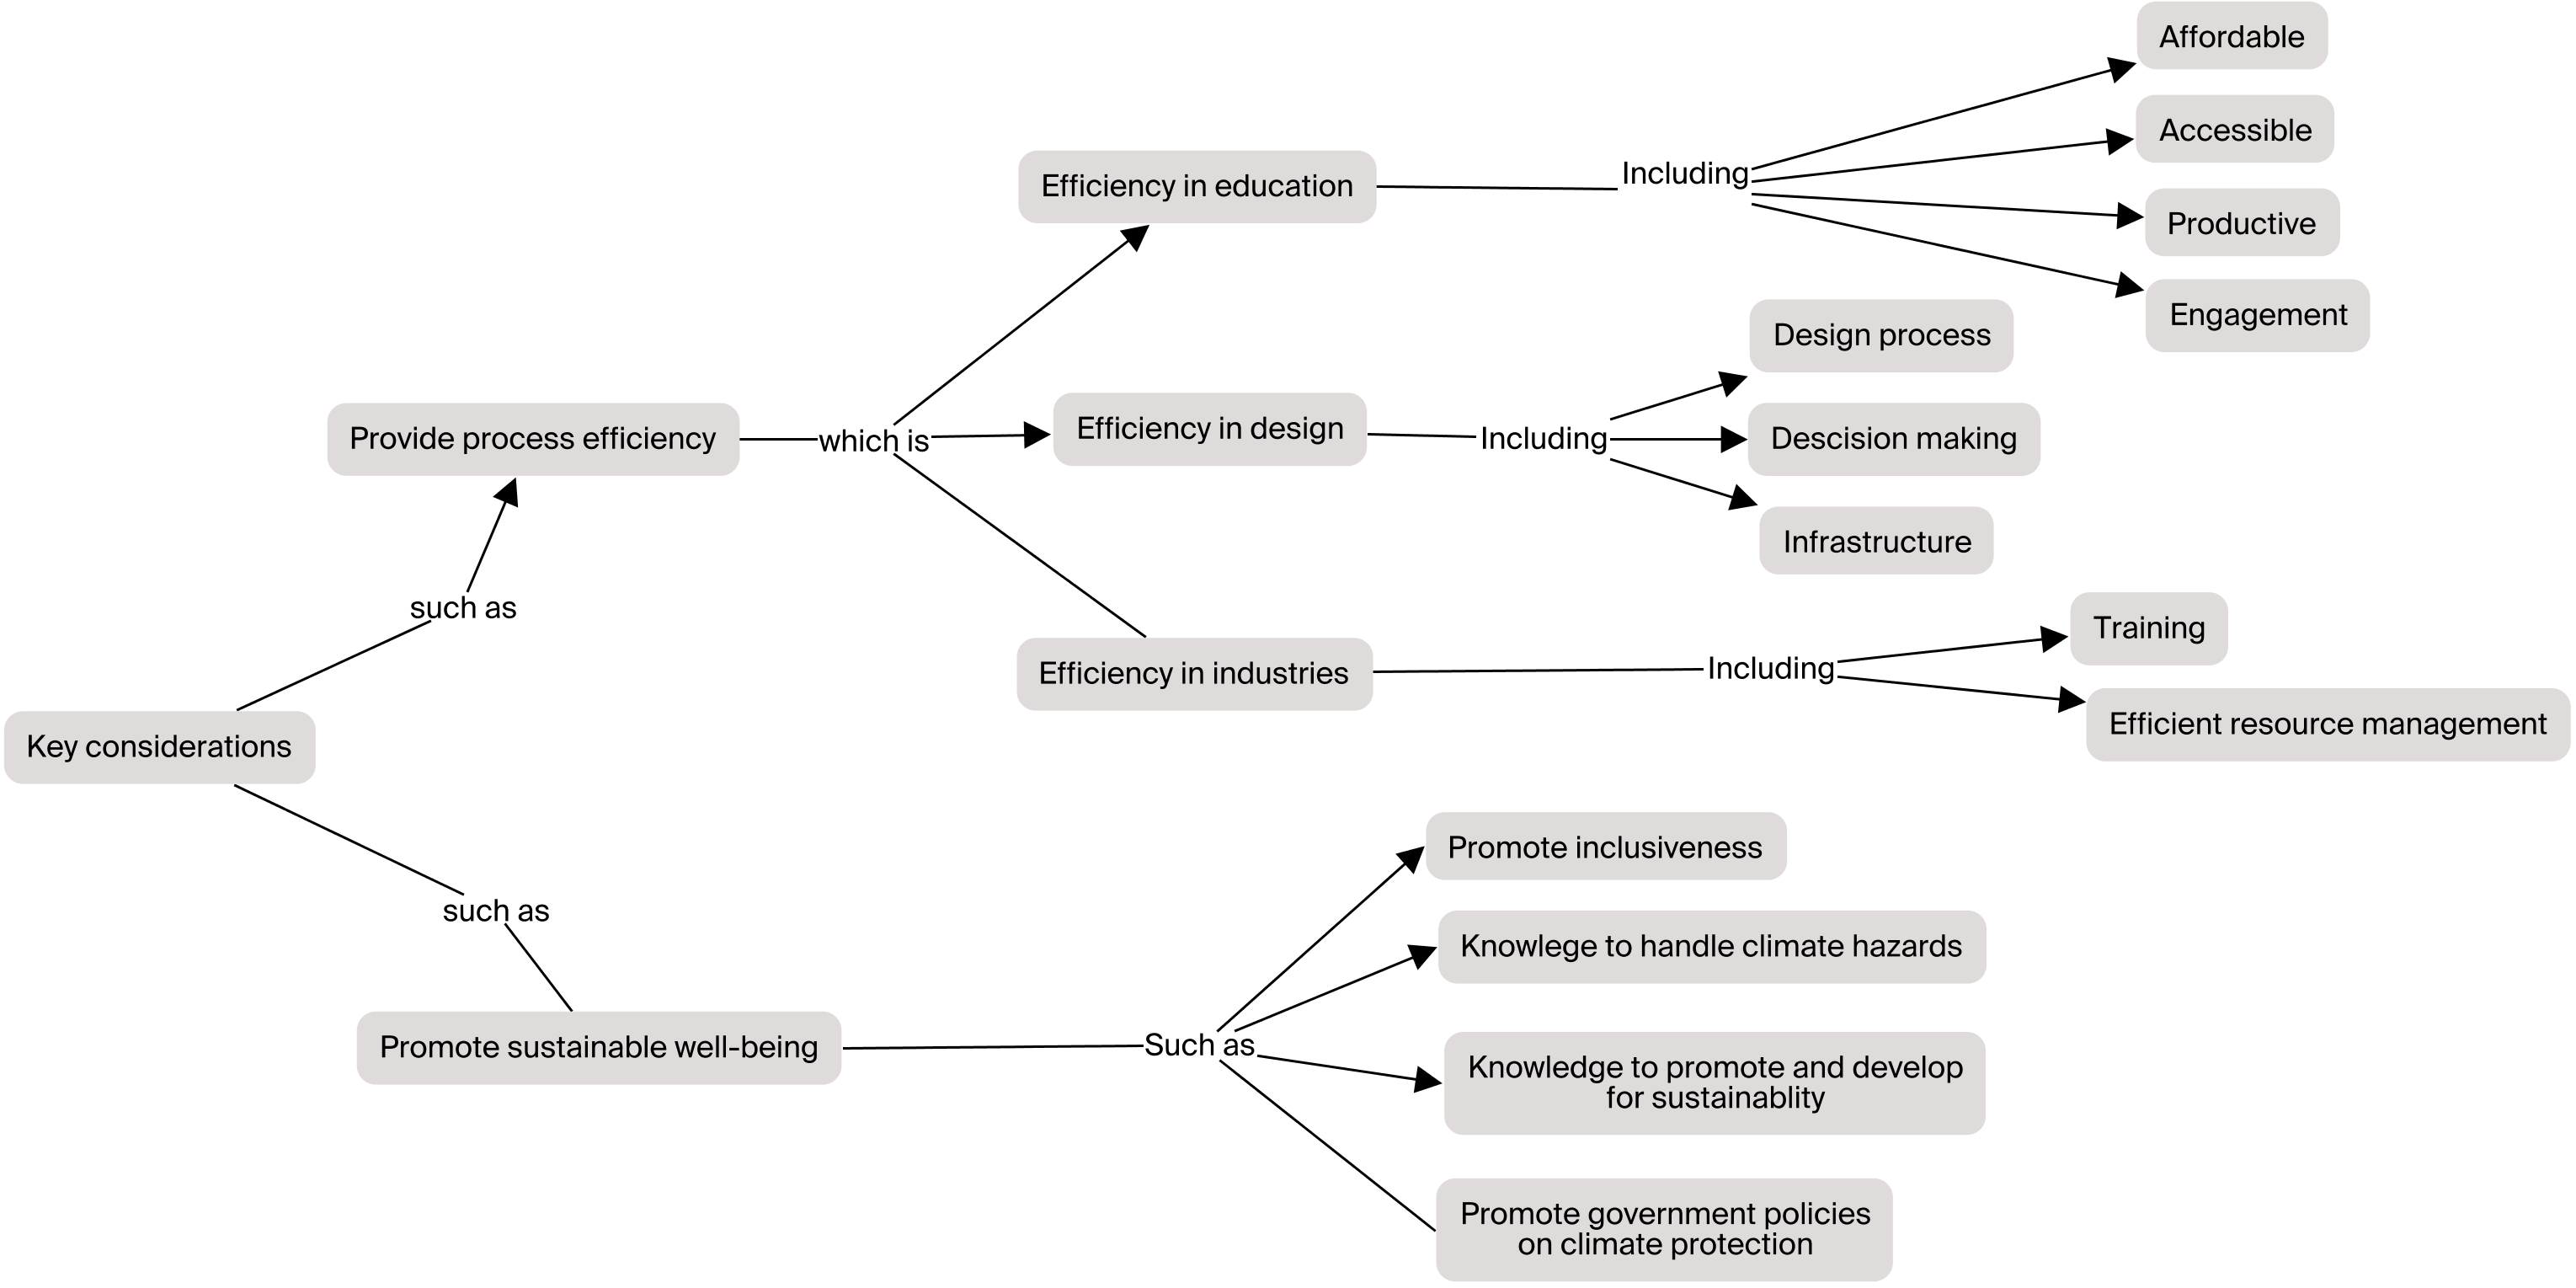 Affordable
Accessible
Including
Efficiency in education
Productive
Engagement
Design process
Efficiency in design
Provide process efficiency
which is
Including
Descision making
Infrastructure
such as
Training
Efficiency in industries
Including
Efficient resource management
Key considerations
Promote inclusiveness
such as
Knowlege to handle climate hazards
Promote sustainable well-being
Such as
Knowledge to promote and develop
for sustainablity
Promote government policies
on climate protection